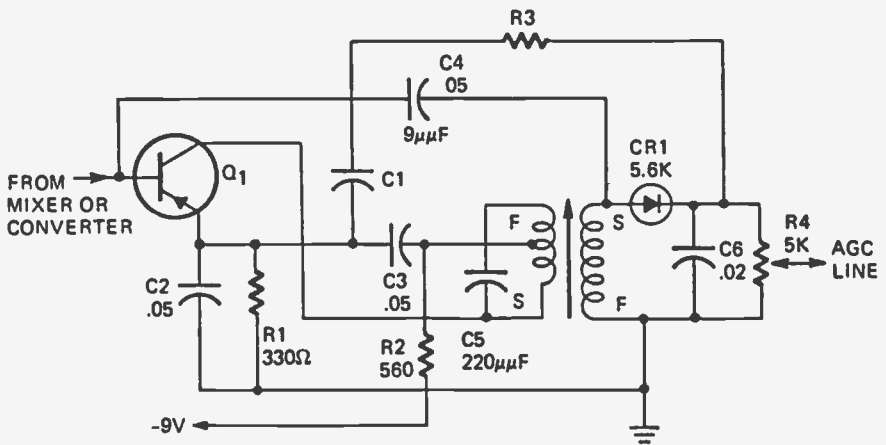 R3
C4
.05
9μμF
CR1
5.6K
Q1
C1
FROM
MIXER OR
CONVERTER
F
S
R4
5K
AGC
LINE
C6
.02
C2
.05
C3
.05
S
F
R1
330Ω
R2
560
C5
220μμF
-9V